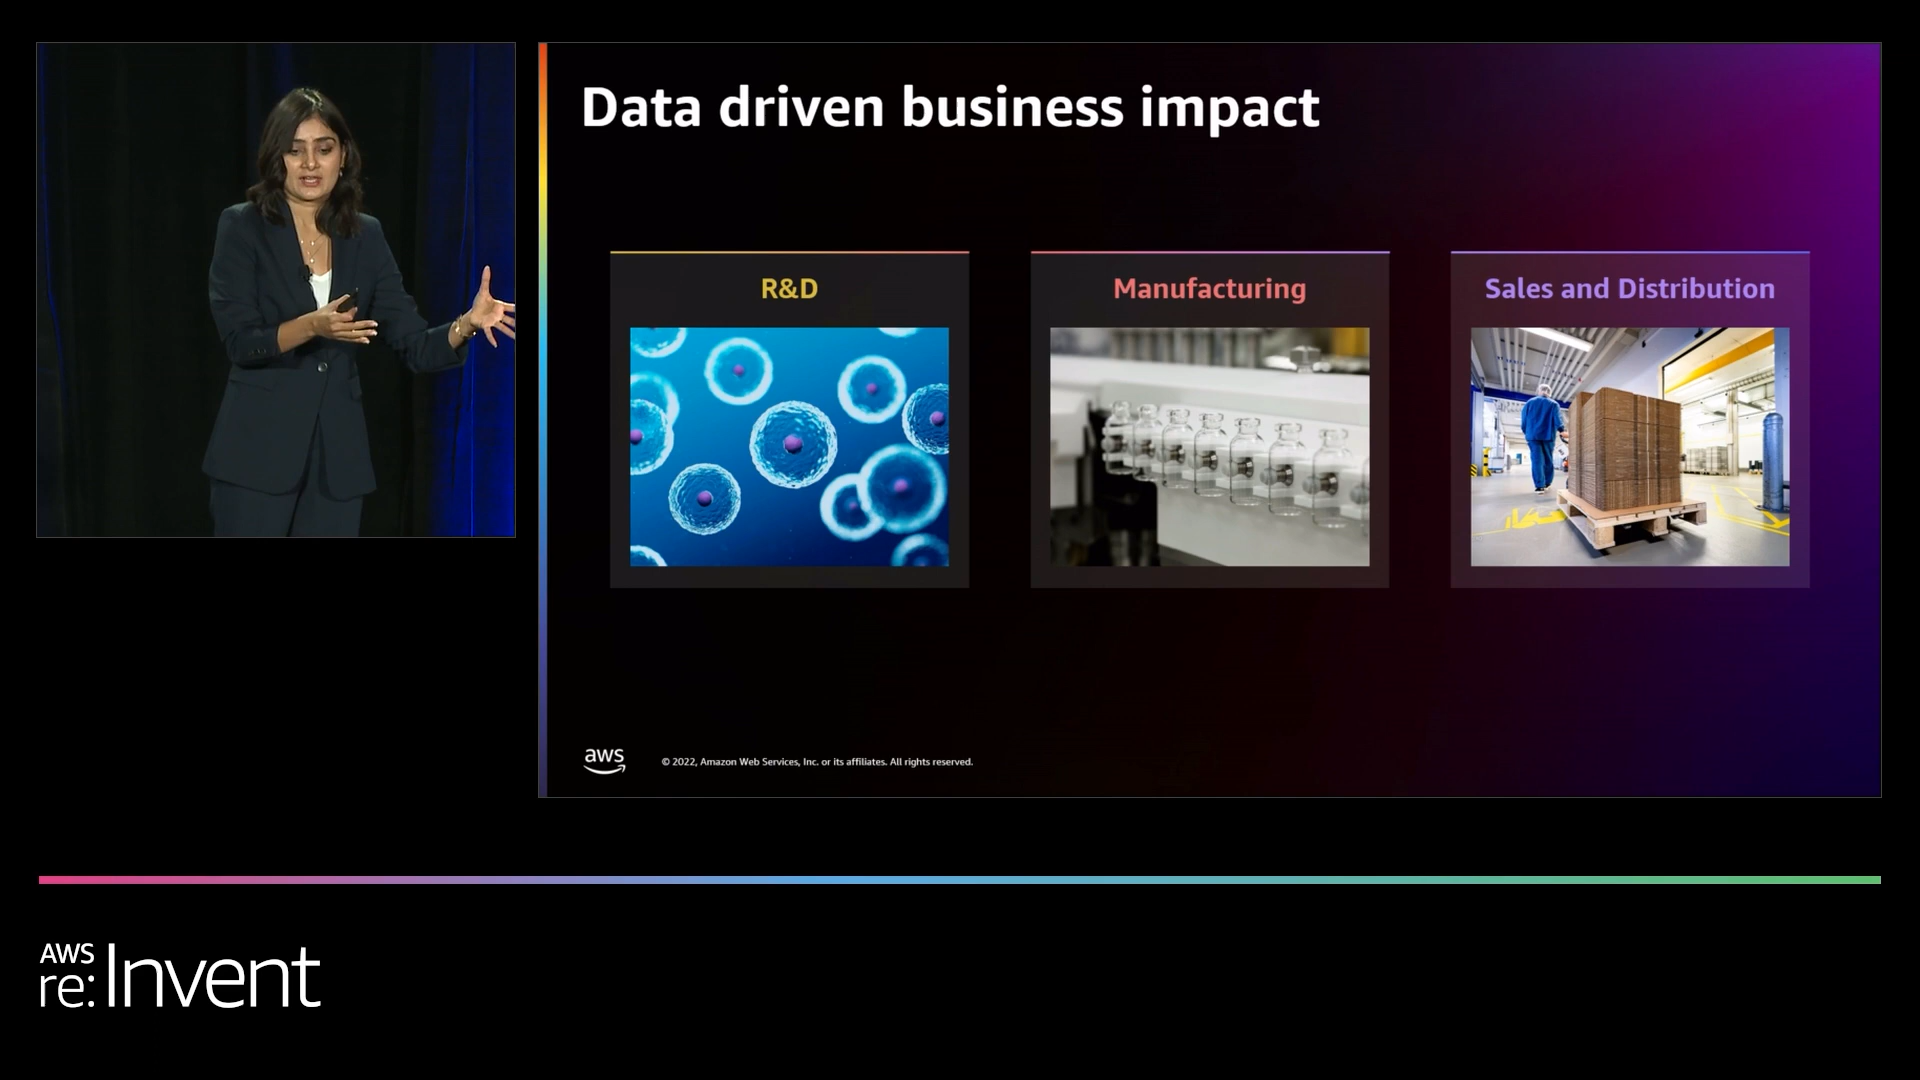 Data driven business impact
R&D
Manufacturing
Sales and Distribution
aws
© 2022, Amazon Web Services, Inc. or its affiliates. All rights reserved.
AWS
re:Invent